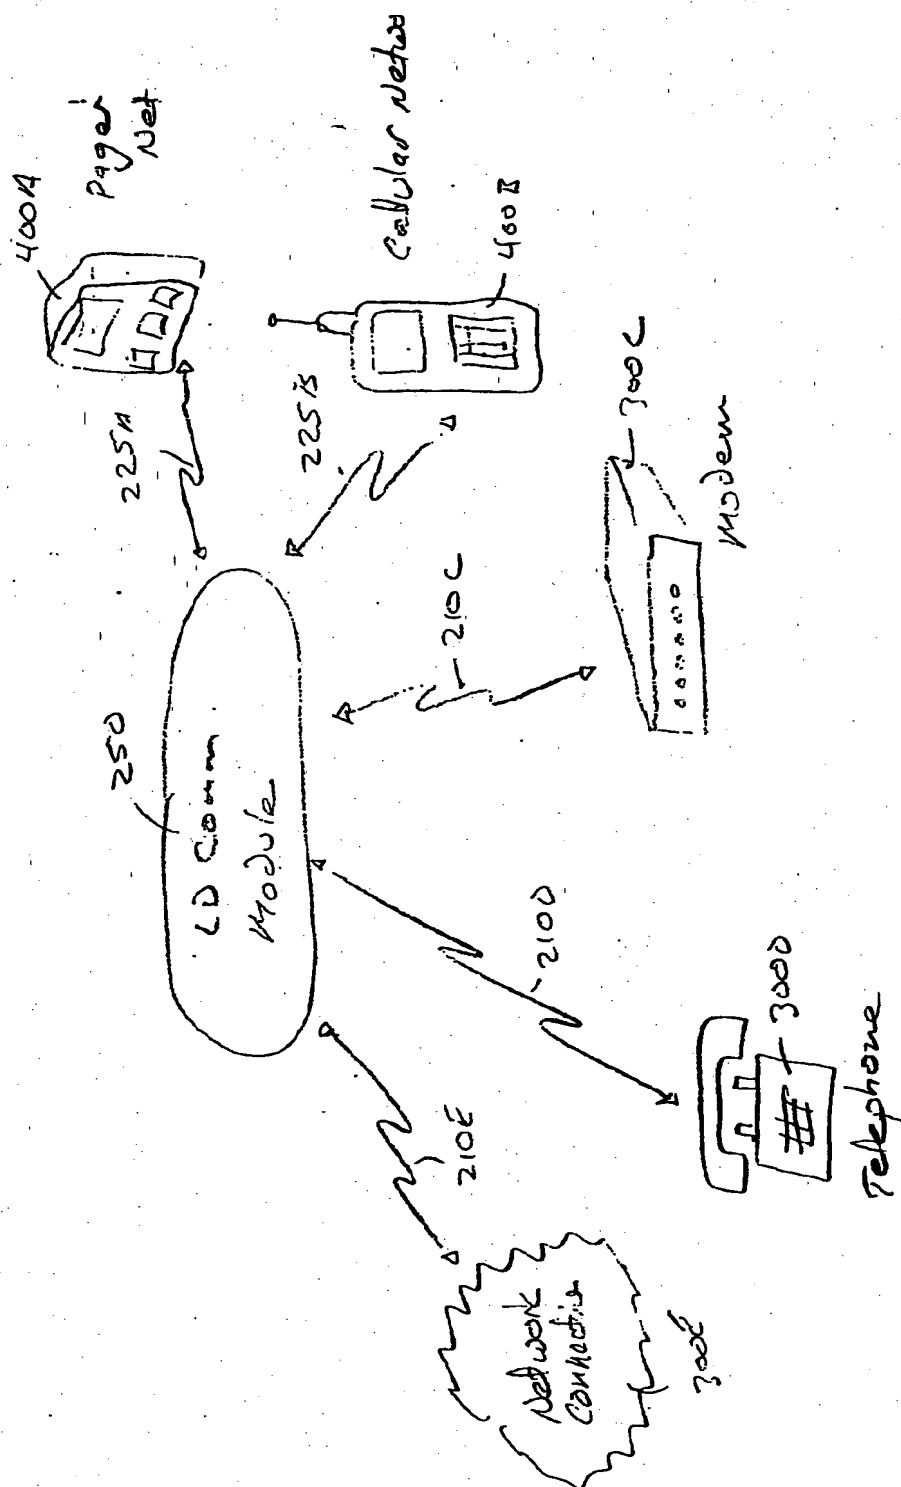 400A
Pager
Net
225A
Cellular Netwo
225B
400B
250
LD Comm
Module
210C
300C
Modem
210D
300D
Telephone
210E
Network
Connectio
300E